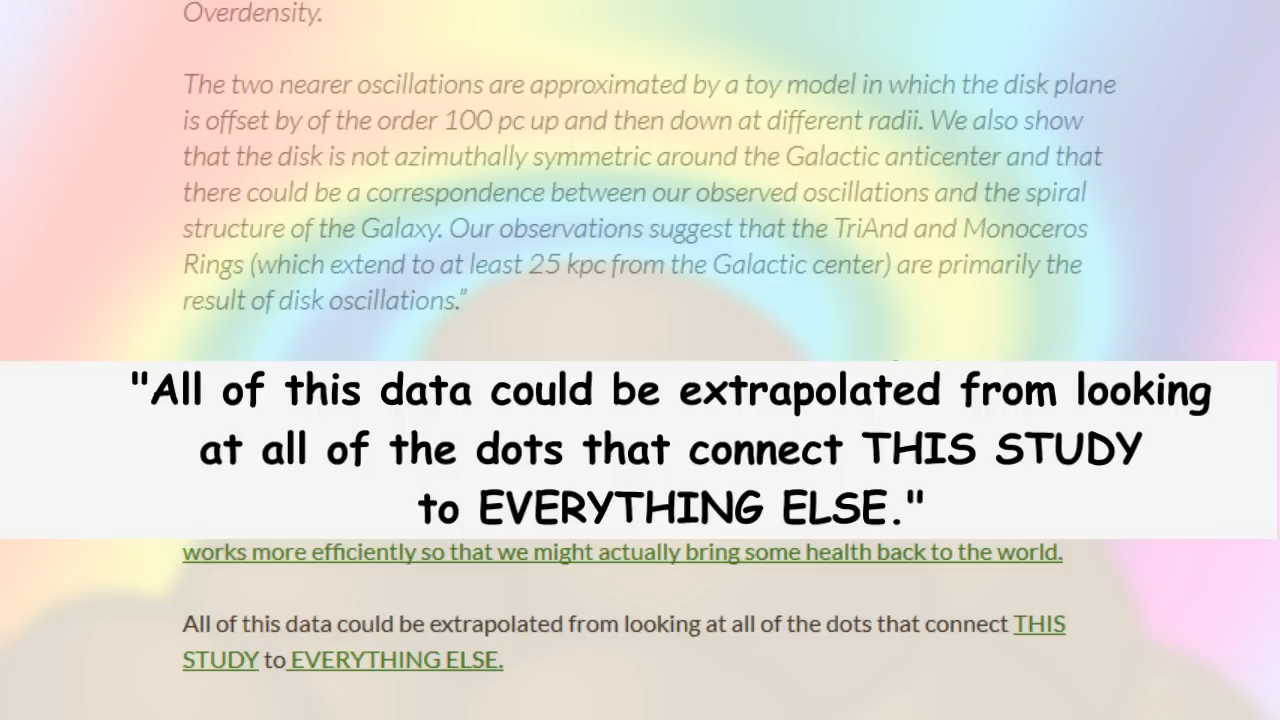 Overdensity.
The two nearer oscillations are approximated by a toy model in which the disk plane
is offset by of the order 100 pc up and then down at different radii. We also show
that the disk is not azimuthally symmetric around the Galactic anticenter and that
there could be a correspondence between our observed oscillations and the spiral
structure of the Galaxy. Our observations suggest that the TriAnd and Monoceros
Rings (which extend to at least 25 kpc from the Galactic center) are primarily the
result of disk oscillations.”
"All of this data could be extrapolated from looking
at all of the dots that connect THIS STUDY
to EVERYTHING ELSE."
works more efficiently so that we might actually bring some health back to the world.
All of this data could be extrapolated from looking at all of the dots that connect THIS
STUDY to EVERYTHING ELSE.